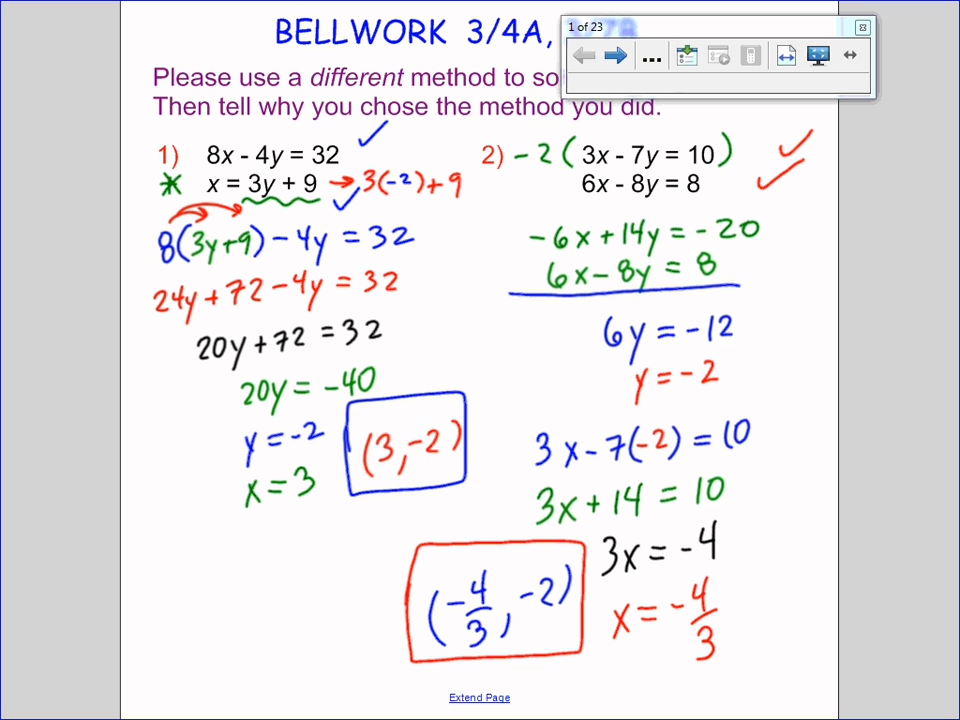 BELLWORK 3/4A,
1 of 23
Please use a different method to
Then tell why you chose the method you did.
1) 8x - 4y = 32
x = 3y + 9 → 3(-2)+9
8(3y+9) - 4y = 32
24y + 72 - 4y = 32
20y + 72 = 32
20y = -40
y = -2
x = 3
(3, -2)
2) -2( 3x - 7y = 10 )
6x - 8y = 8
-6x + 14y = -20
6x - 8y = 8
6y = -12
y = -2
3x - 7(-2) = 10
3x + 14 = 10
3x = -4
x = -4/3
(-4/3, -2)
Extend Page